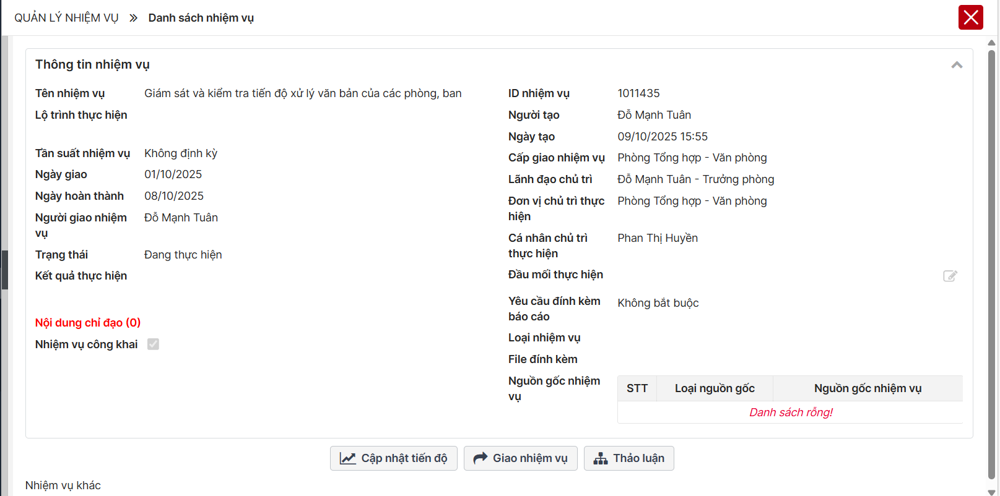 QUẢN LÝ NHIỆM VỤ » Danh sách nhiệm vụ
Thông tin nhiệm vụ
Tên nhiệm vụ Giám sát và kiểm tra tiến độ xử lý văn bản của các phòng, ban
Lộ trình thực hiện
Tần suất nhiệm vụ Không định kỳ
Ngày giao 01/10/2025
Ngày hoàn thành 08/10/2025
Người giao nhiệm Đỗ Mạnh Tuân
vụ
Trạng thái Đang thực hiện
Kết quả thực hiện
Nội dung chỉ đạo (0)
Nhiệm vụ công khai
ID nhiệm vụ 1011435
Người tạo Đỗ Mạnh Tuân
Ngày tạo 09/10/2025 15:55
Cấp giao nhiệm vụ Phòng Tổng hợp - Văn phòng
Lãnh đạo chủ trì Đỗ Mạnh Tuân - Trưởng phòng
Đơn vị chủ trì thực Phòng Tổng hợp - Văn phòng
hiện
Cá nhân chủ trì Phan Thị Huyền
thực hiện
Đầu mối thực hiện
Yêu cầu đính kèm Không bắt buộc
báo cáo
Loại nhiệm vụ
File đính kèm
Nguồn gốc nhiệm
vụ
STT Loại nguồn gốc Nguồn gốc nhiệm vụ
Danh sách rỗng!
Cập nhật tiến độ Giao nhiệm vụ Thảo luận
Nhiệm vụ khác